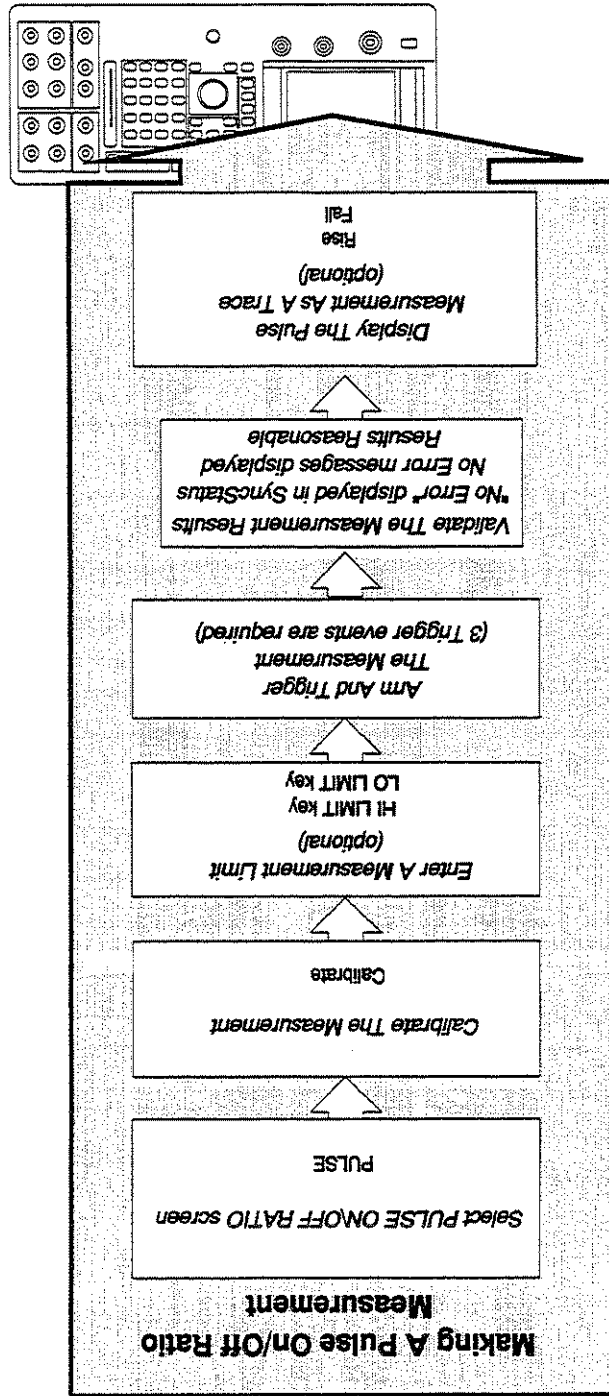 Making A Pulse On/Off Ratio
Measurement
Select PULSE ON\OFF RATIO screen
PULSE
Calibrate The Measurement
Calibrate
Enter A Measurement Limit
(optional)
HI LIMIT key
LO LIMIT key
Arm And Trigger
The Measurement
(3 Trigger events are required)
Validate The Measurement Results
"No Error" displayed in SyncStatus
No Error messages displayed
Results Reasonable
Display The Pulse
Measurement As A Trace
(optional)
Rise
Fall